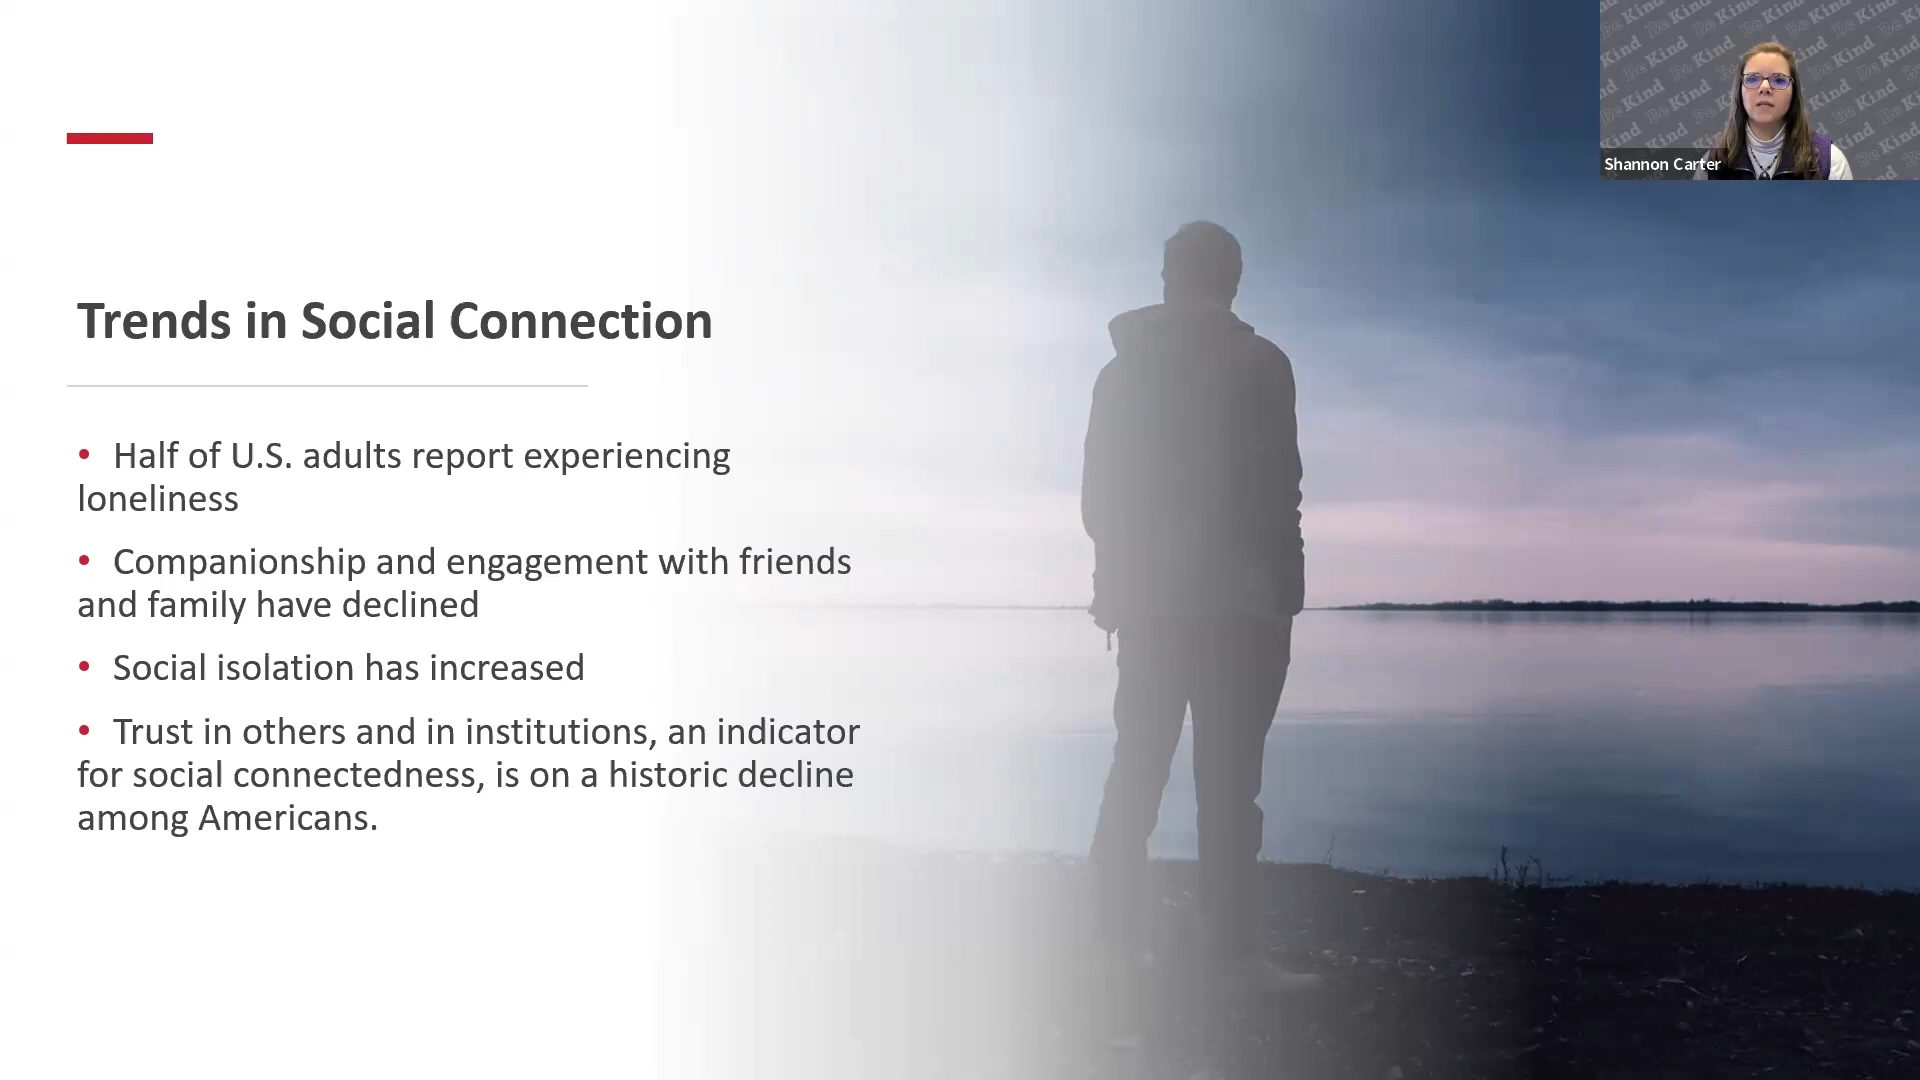 Trends in Social Connection
• Half of U.S. adults report experiencing
loneliness
• Companionship and engagement with friends
and family have declined
• Social isolation has increased
• Trust in others and in institutions, an indicator
for social connectedness, is on a historic decline
among Americans.
Be Kind
Shannon Carter